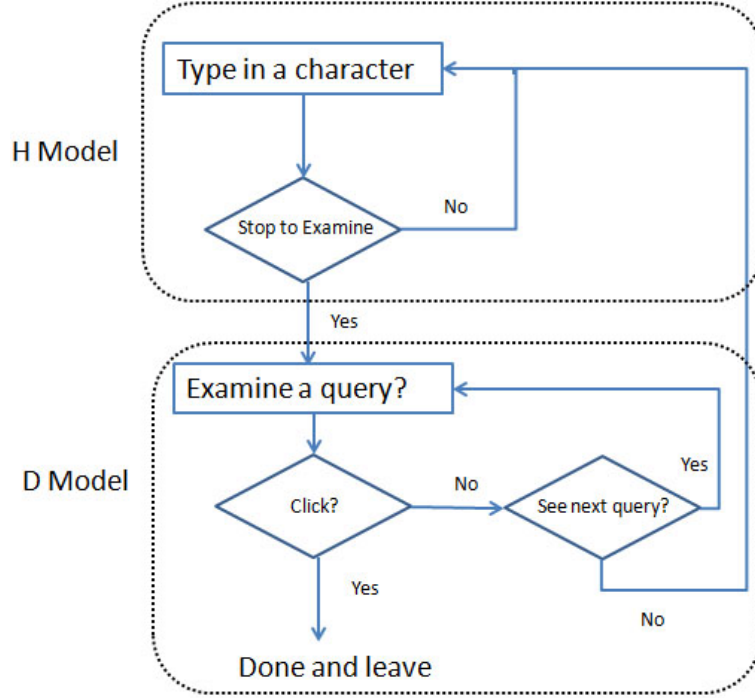 Type in a character
H Model
No
Stop to Examine
Yes
Examine a query?
Yes
D Model
No
Click?
See next query?
Yes
No
Done and leave